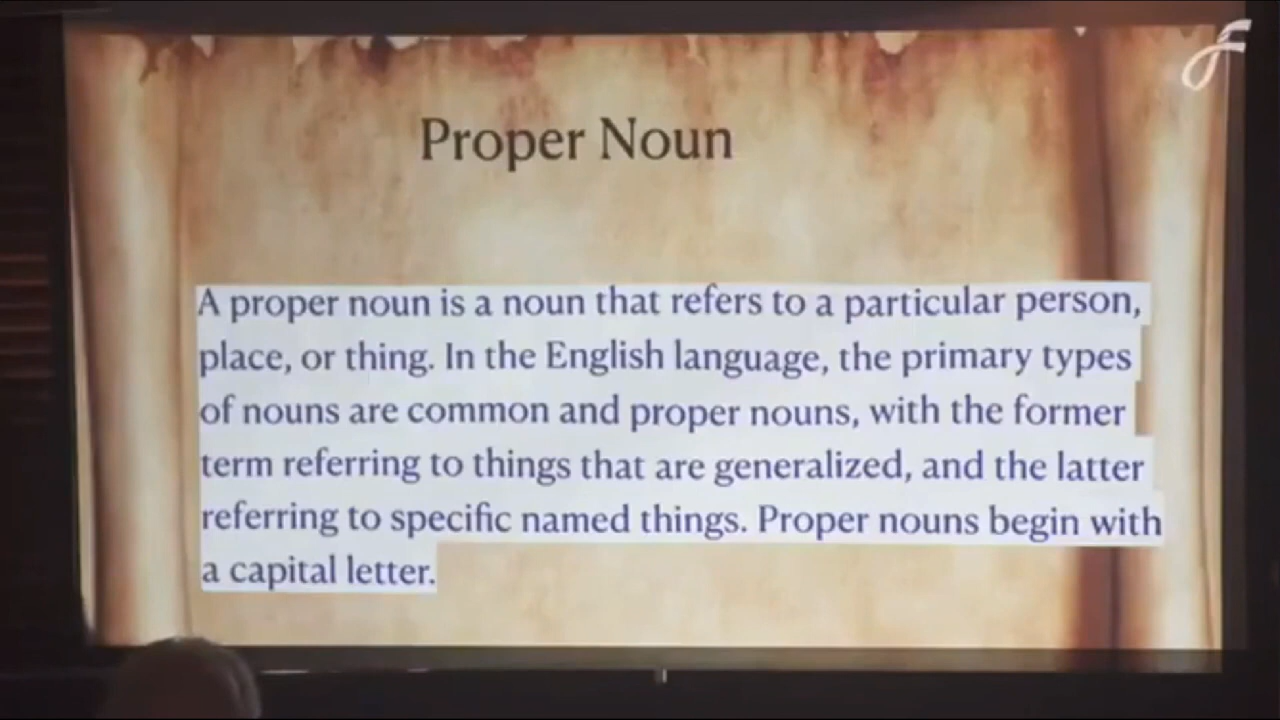 Proper Noun
A proper noun is a noun that refers to a particular person,
place, or thing. In the English language, the primary types
of nouns are common and proper nouns, with the former
term referring to things that are generalized, and the latter
referring to specific named things. Proper nouns begin with
a capital letter.